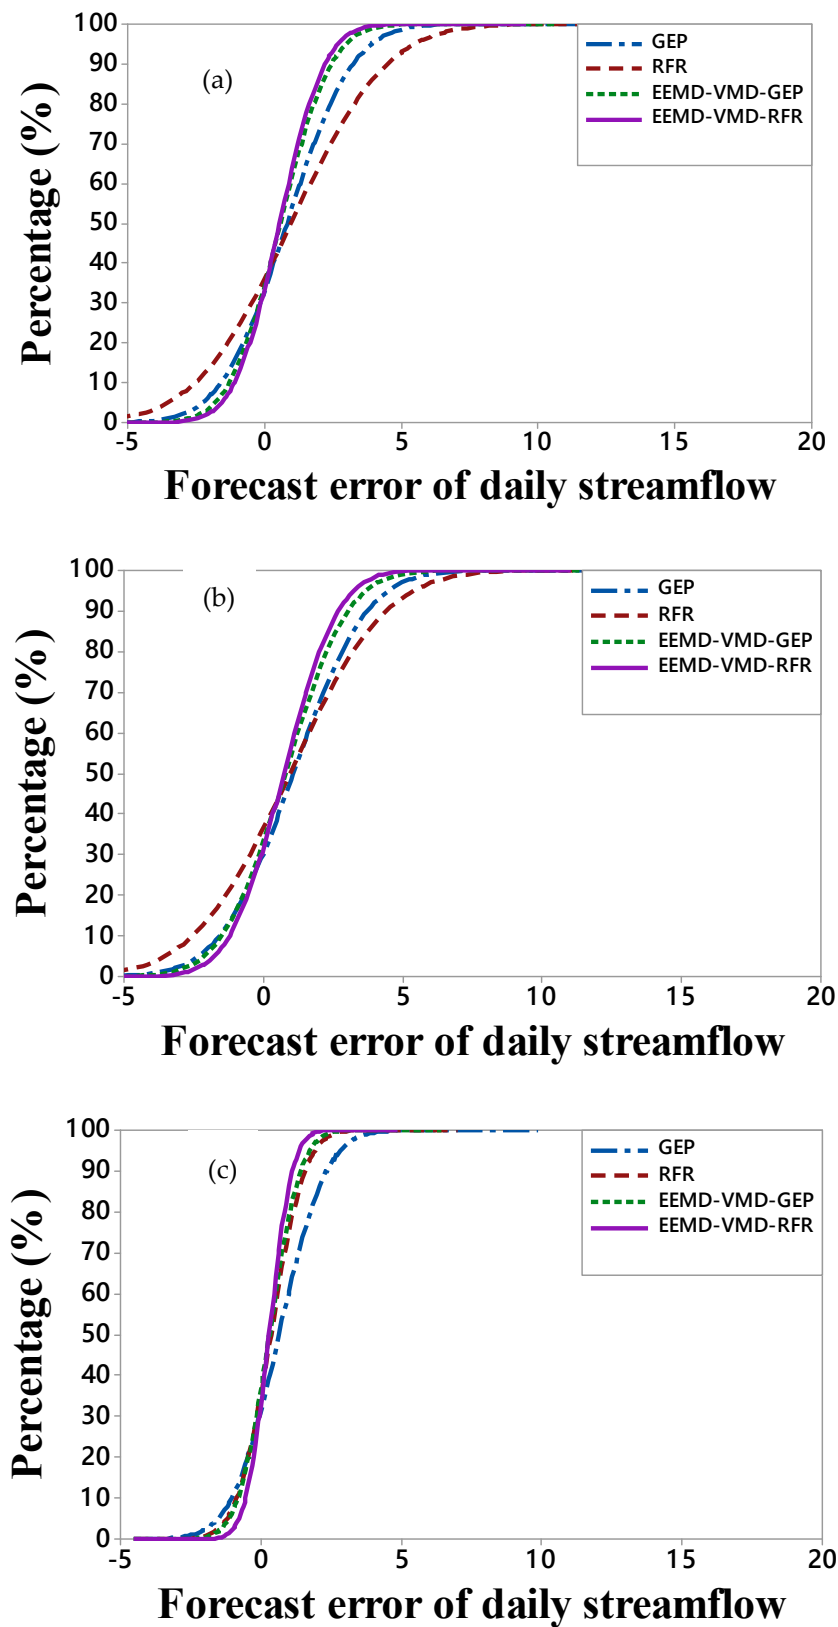 100
90
80
70
60
50
40
30
20
10
0
Percentage (%)
(a)
GEP
RFR
EEMD-VMD-GEP
EEMD-VMD-RFR
-5
0
5
10
15
20
Forecast error of daily streamflow
100
90
80
70
60
50
40
30
20
10
0
Percentage (%)
(b)
GEP
RFR
EEMD-VMD-GEP
EEMD-VMD-RFR
-5
0
5
10
15
20
Forecast error of daily streamflow
100
90
80
70
60
50
40
30
20
10
0
Percentage (%)
(c)
GEP
RFR
EEMD-VMD-GEP
EEMD-VMD-RFR
-5
0
5
10
15
20
Forecast error of daily streamflow